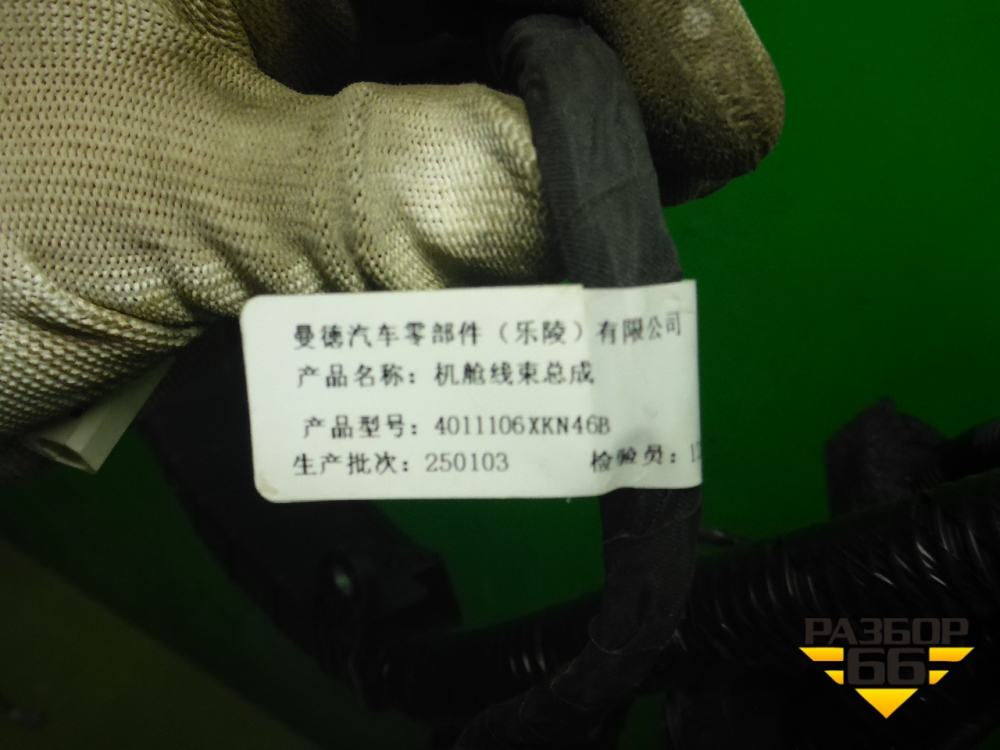 曼德汽车零部件（乐陵）有限公司
产品名称：机舱线束总成
产品型号：4011106XKN46B
生产批次：250103 检验员：
РАЗБОР
66